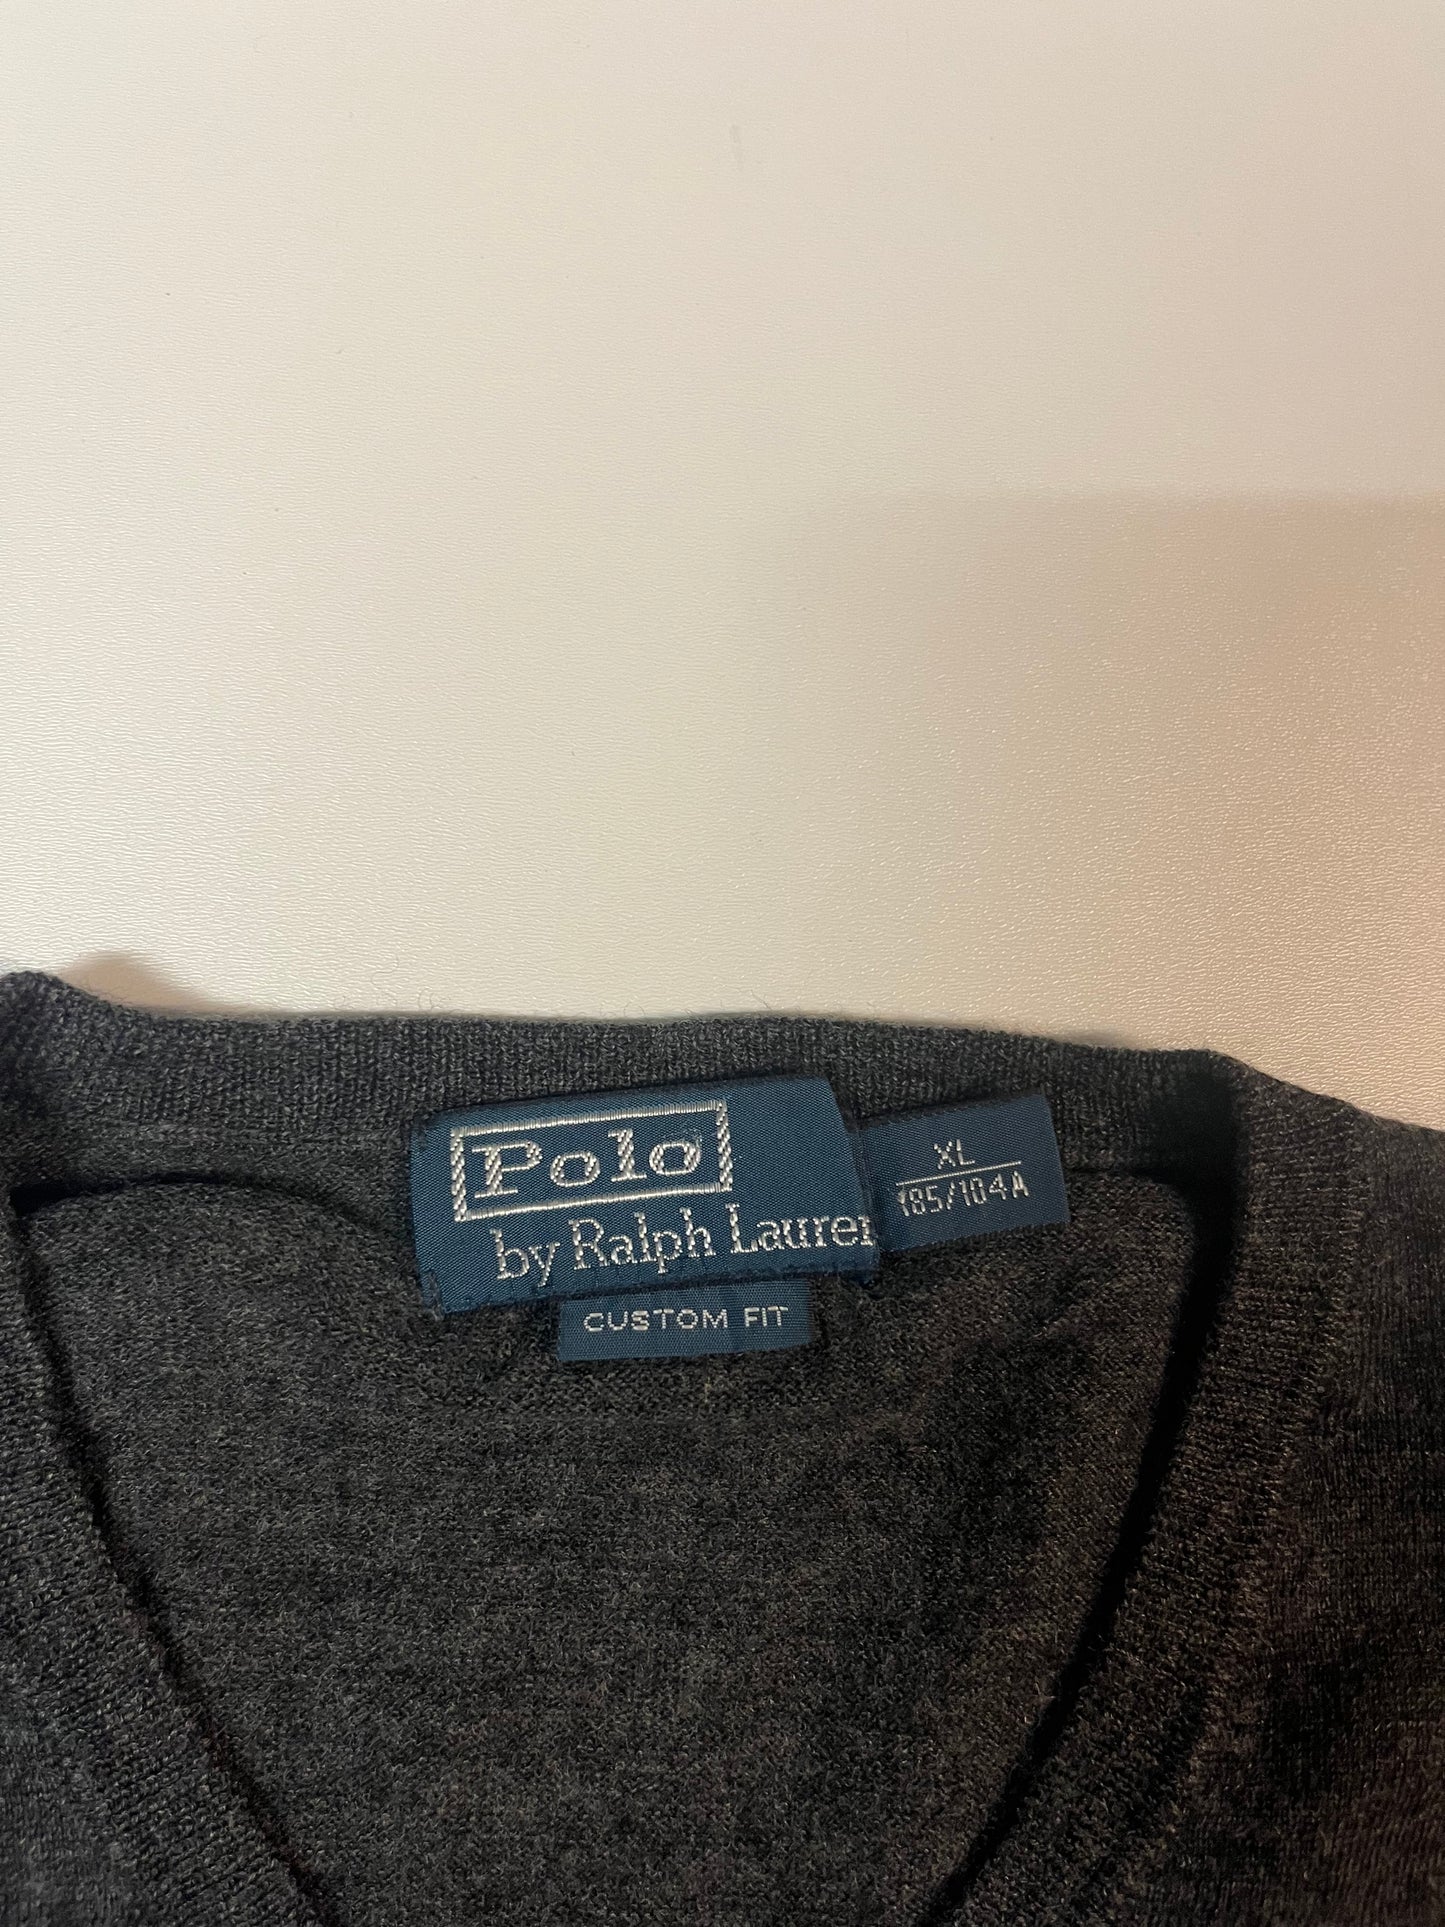 Polo
by Ralph Lauren
XL
185/104A
CUSTOM FIT